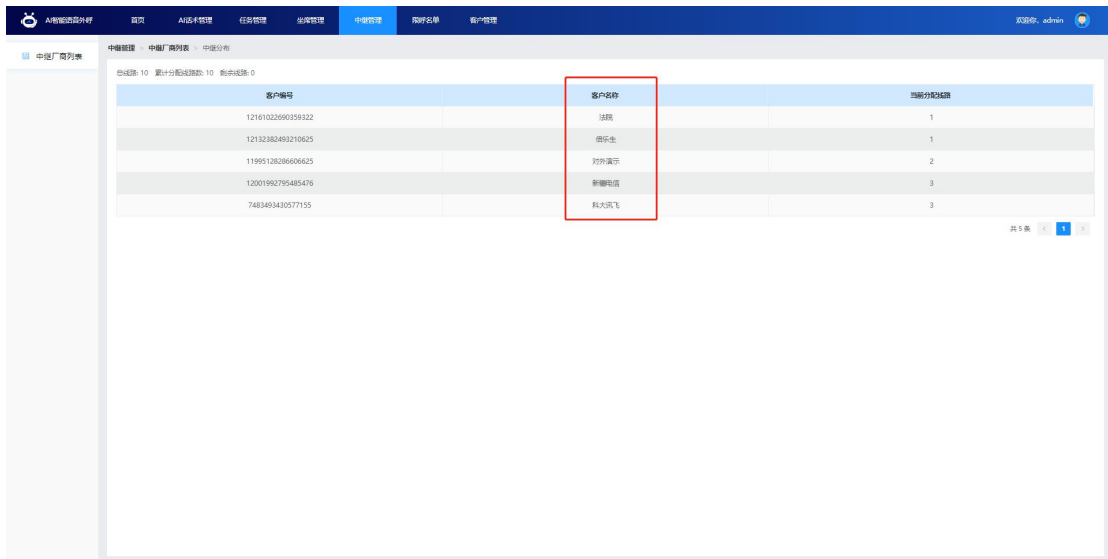 AI智能语音外呼 首页 AI话术管理 任务管理 坐席管理 中继管理 限呼名单 客户管理 欢迎你, admin
中继厂商列表
中继管理 > 中继厂商列表 > 中继分布
总线路: 10 累计分配线路数: 10 剩余线路: 0
客户编号 客户名称 当前分配线路
12161022690359322 法院 1
12132382493210625 倍乐生 1
11995128286606625 对外演示 2
12001992795485476 新疆电信 3
7483493430577155 科大讯飞 3
共 5 条 < 1 >